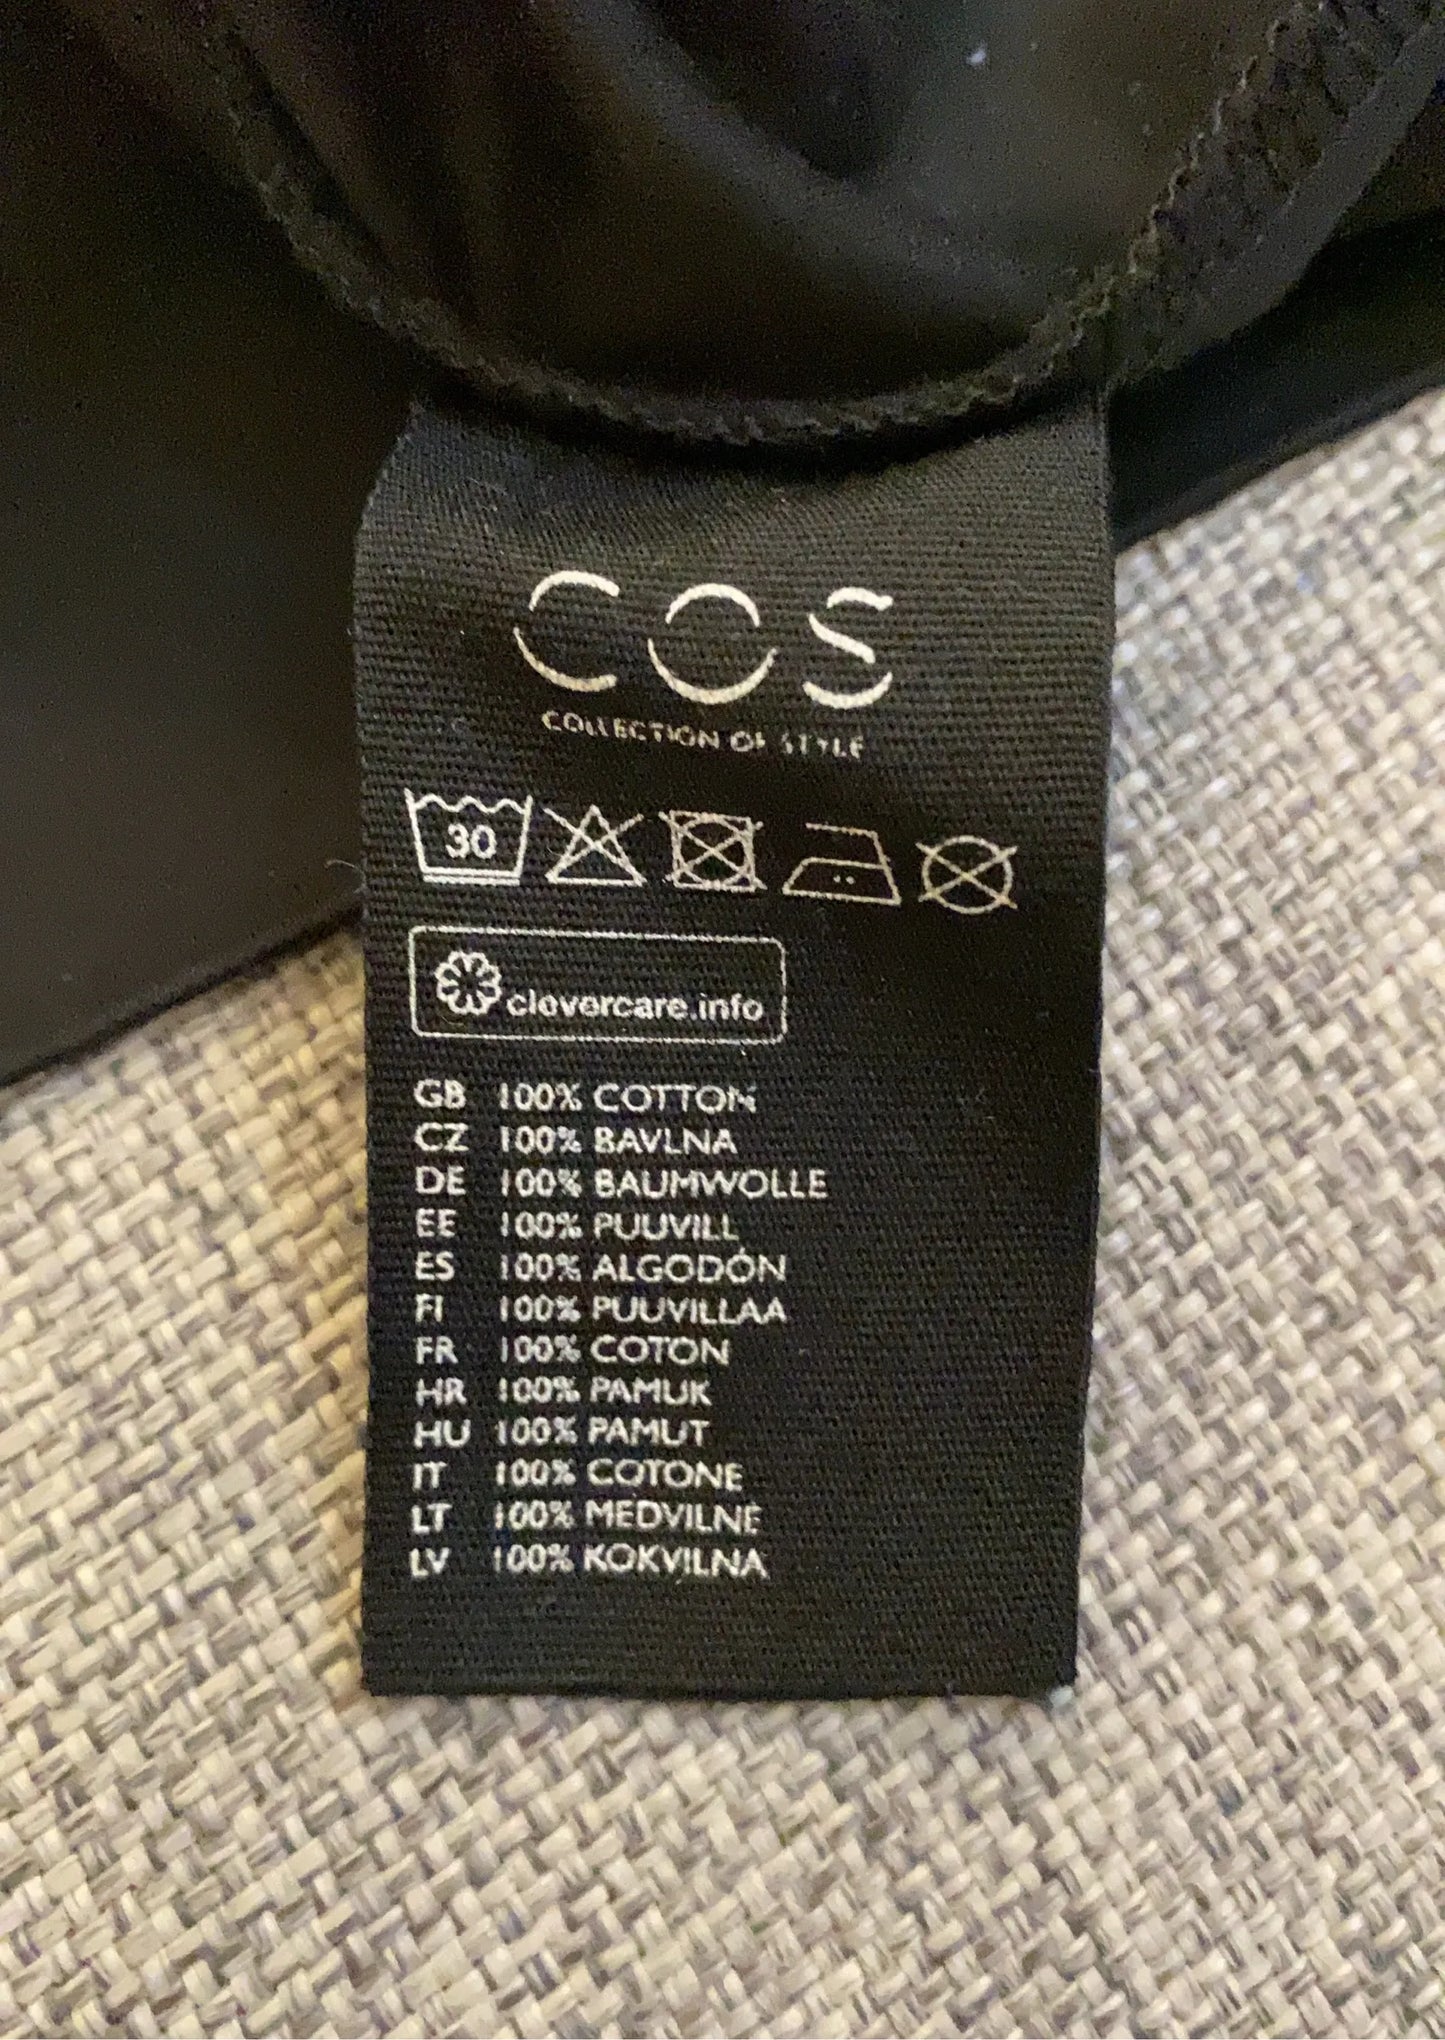 COS
COLLECTION OF STYLE
30
clevercare.info
GB 100% COTTON
CZ 100% BAVLNA
DE 100% BAUMWOLLE
EE 100% PUUVILL
ES 100% ALGODÓN
FI 100% PUUVILLAA
FR 100% COTON
HR 100% PAMUK
HU 100% PAMUT
IT 100% COTONE
LT 100% MEDVILNĖ
LV 100% KOKVILNA